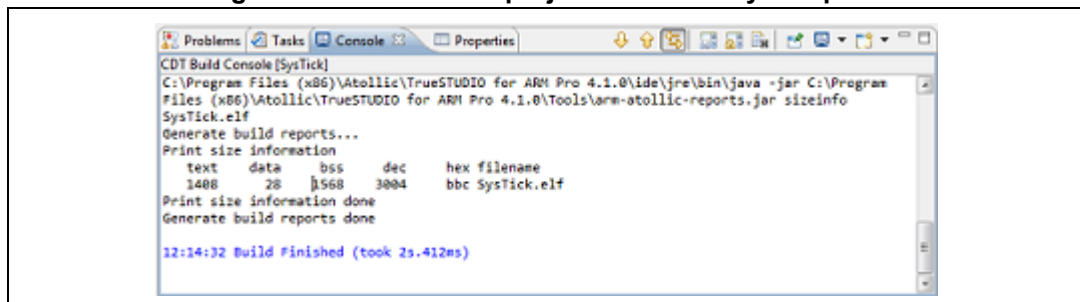 Problems Tasks Console Properties
CDT Build Console [SysTick]
C:\Program Files (x86)\Atollic\TrueSTUDIO for ARM Pro 4.1.0\ide\jre\bin\java -jar C:\Program
Files (x86)\Atollic\TrueSTUDIO for ARM Pro 4.1.0\Tools\arm-atollic-reports.jar sizeinfo
SysTick.elf
Generate build reports...
Print size information
text data bss dec hex filename
1408 28 1568 3004 bbc SysTick.elf
Print size information done
Generate build reports done
12:14:32 Build Finished (took 2s.412ms)